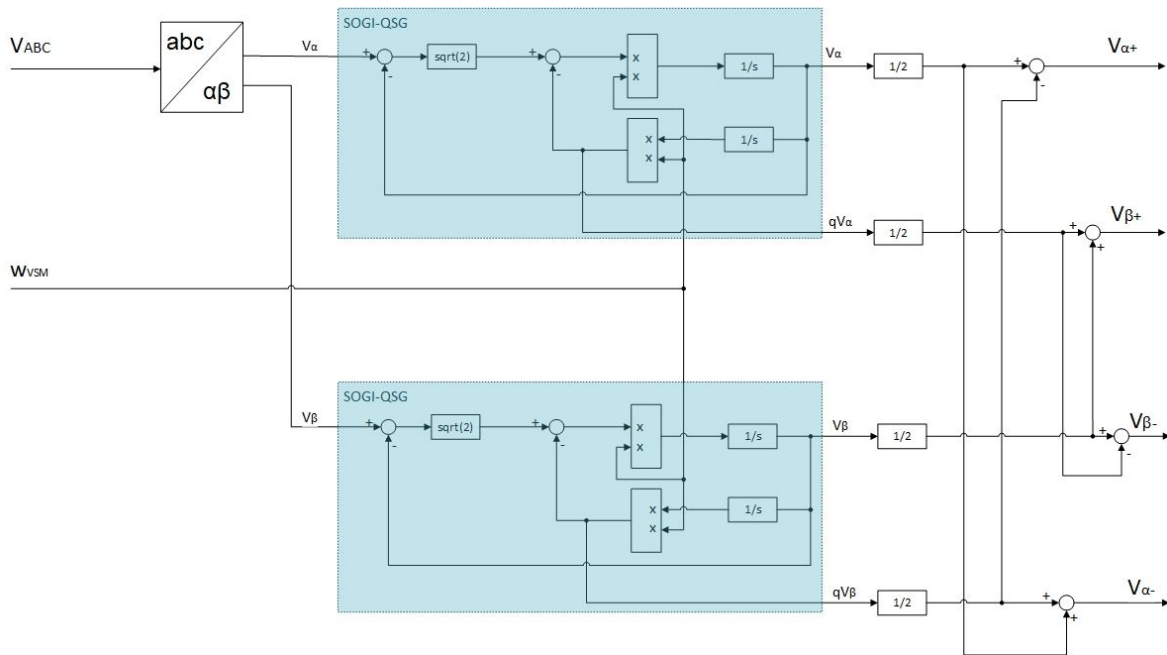 SOGI-QSG
V_ABC
abc
αβ
Vα
+
-
sqrt(2)
+
-
x
x
1/s
Vα
1/2
+
-
Vα+
x
x
1/s
qVα
1/2
+
+
Vβ+
wVSM
SOGI-QSG
Vβ
+
-
sqrt(2)
+
-
x
x
1/s
Vβ
1/2
+
-
Vβ-
x
x
1/s
qVβ
1/2
+
+
Vα-